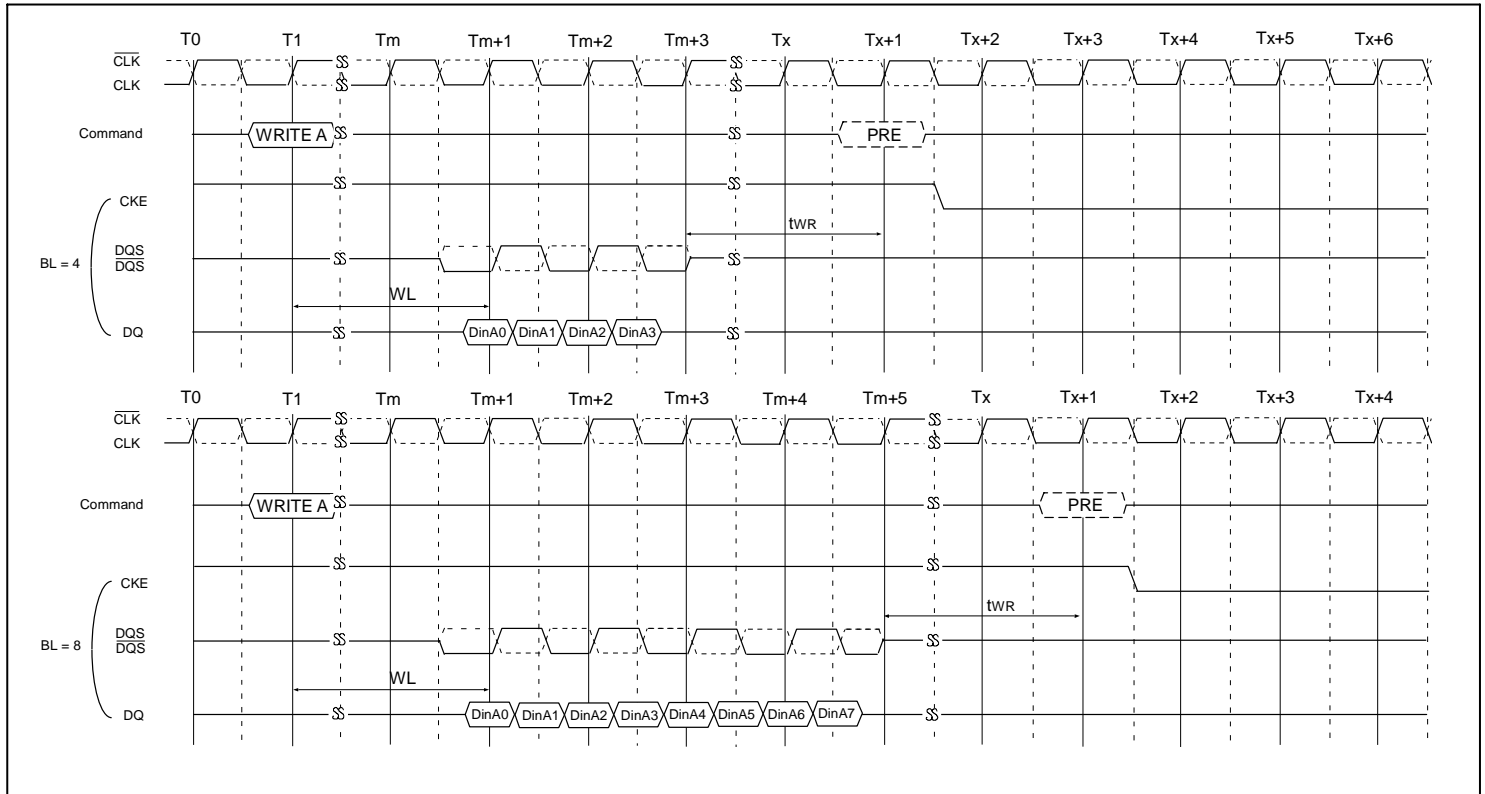 T0 T1 Tm Tm+1 Tm+2 Tm+3 Tx Tx+1 Tx+2 Tx+3 Tx+4 Tx+5 Tx+6
CLK
CLK
Command WRITE A PRE
CKE
tWR
DQS
DQS
BL = 4
WL
DQ DinA0 DinA1 DinA2 DinA3
T0 T1 Tm Tm+1 Tm+2 Tm+3 Tm+4 Tm+5 Tx Tx+1 Tx+2 Tx+3 Tx+4
CLK
CLK
Command WRITE A PRE
CKE
tWR
DQS
DQS
BL = 8
WL
DQ DinA0 DinA1 DinA2 DinA3 DinA4 DinA5 DinA6 DinA7